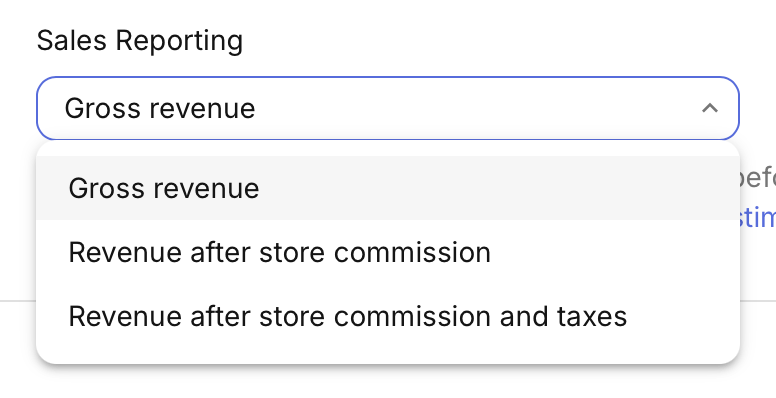 Sales Reporting
Gross revenue
Gross revenue
Revenue after store commission
Revenue after store commission and taxes